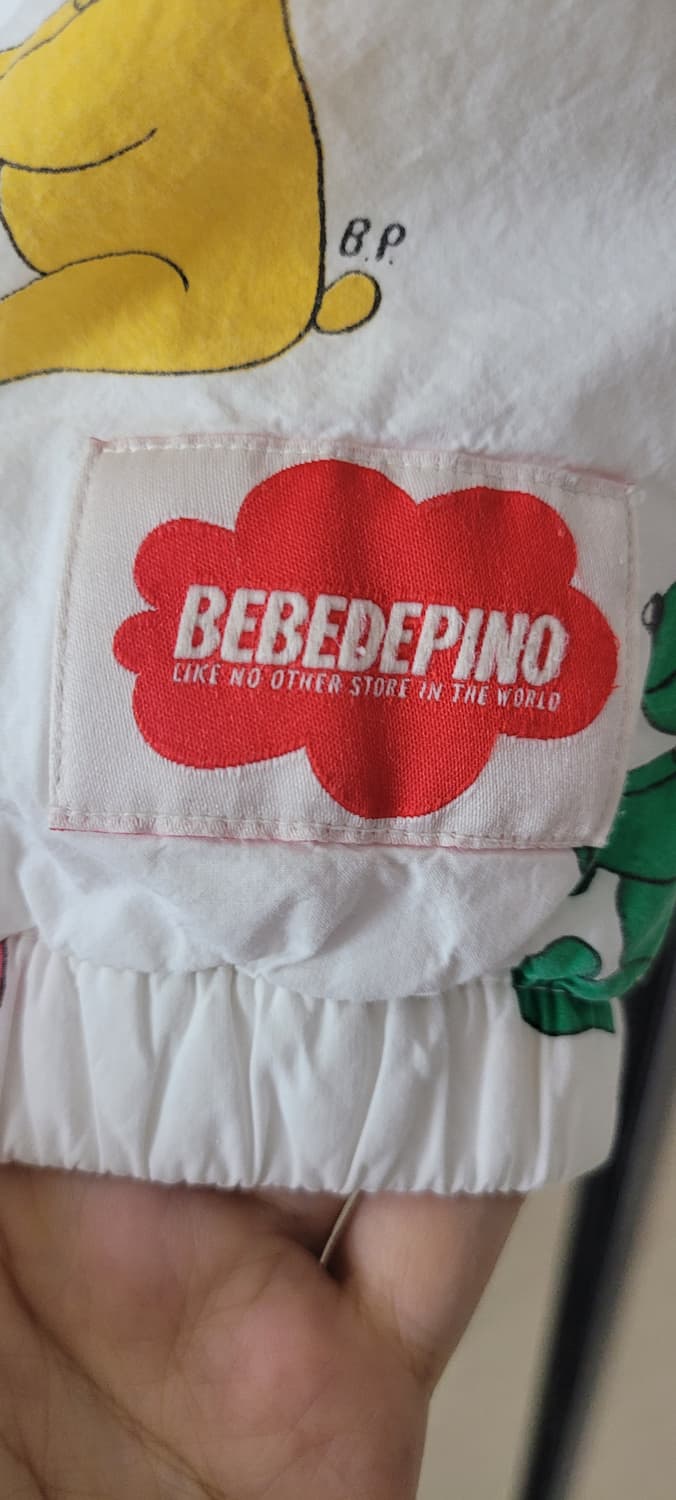 B.P.
BEBEDEPINO
LIKE NO OTHER STORE IN THE WORLD